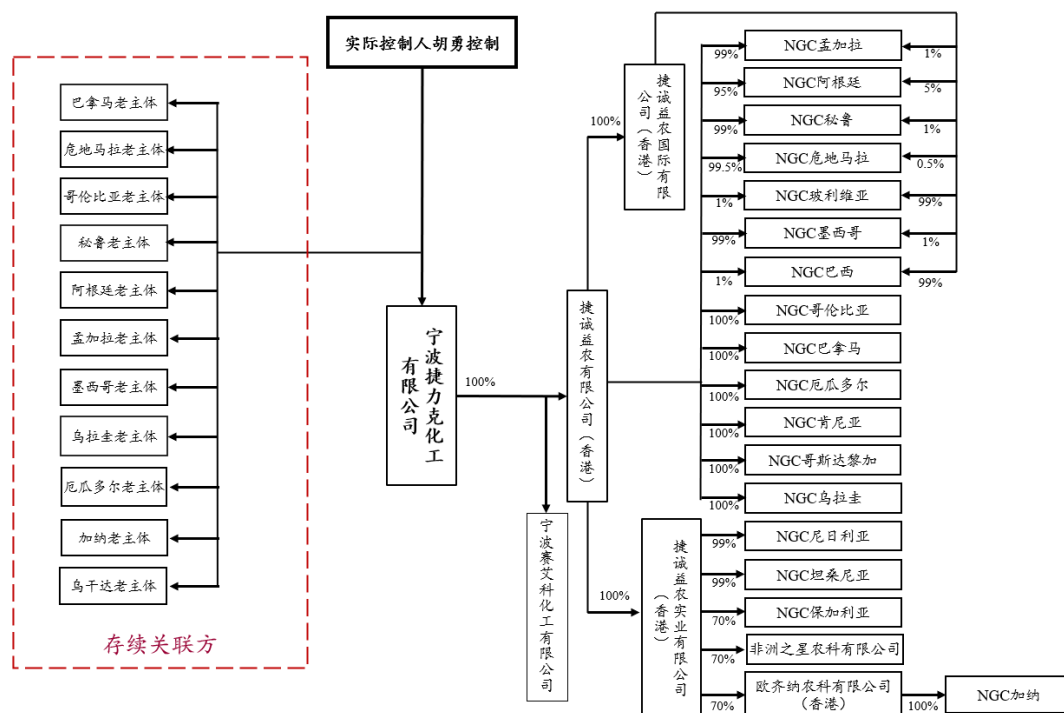 实际控制人胡勇控制
巴拿马老主体
危地马拉老主体
哥伦比亚老主体
秘鲁老主体
阿根廷老主体
孟加拉老主体
墨西哥老主体
乌拉圭老主体
厄瓜多尔老主体
加纳老主体
乌干达老主体
存续关联方
宁波捷力克化工
有限公司
100%
宁波赛艾科化工有限公司
捷诚益农有限公司（香港）
100%
捷诚益农国际有限
公司（香港）
100%
捷诚益农实业有限公司
（香港）
99%
NGC孟加拉
1%
95%
NGC阿根廷
5%
99%
NGC秘鲁
1%
99.5%
NGC危地马拉
0.5%
1%
NGC玻利维亚
99%
99%
NGC墨西哥
1%
1%
NGC巴西
99%
100%
NGC哥伦比亚
100%
NGC巴拿马
100%
NGC厄瓜多尔
100%
NGC肯尼亚
100%
NGC哥斯达黎加
100%
NGC乌拉圭
99%
NGC尼日利亚
99%
NGC坦桑尼亚
70%
NGC保加利亚
70%
非洲之星农科有限公司
70%
欧齐纳农科有限公司
（香港）
100%
NGC加纳